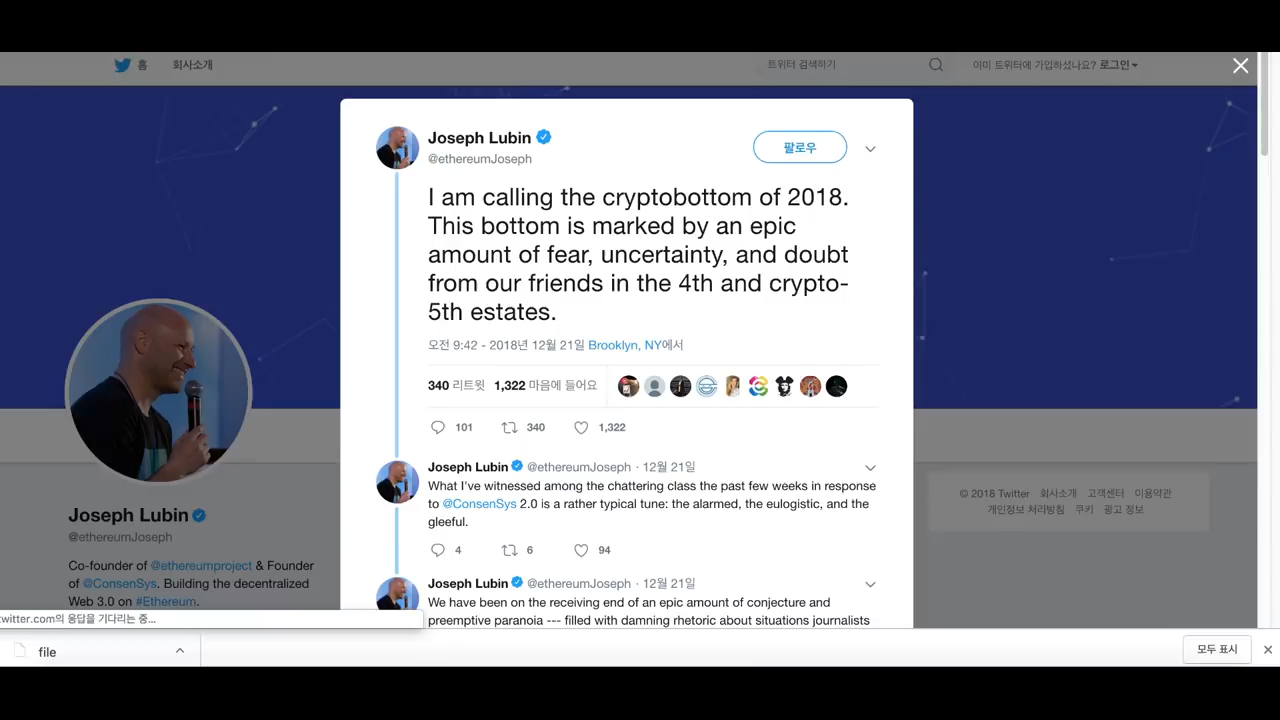 홈 회사소개 트위터 검색하기 이미 트위터에 가입하셨나요? 로그인
Joseph Lubin
@ethereumJoseph
팔로우
I am calling the cryptobottom of 2018.
This bottom is marked by an epic
amount of fear, uncertainty, and doubt
from our friends in the 4th and crypto-
5th estates.
오전 9:42 - 2018년 12월 21일 Brooklyn, NY에서
340 리트윗 1,322 마음에 들어요
101 340 1,322
Joseph Lubin @ethereumJoseph · 12월 21일
What I've witnessed among the chattering class the past few weeks in response
to @ConsenSys 2.0 is a rather typical tune: the alarmed, the eulogistic, and the
gleeful.
4 6 94
Joseph Lubin @ethereumJoseph · 12월 21일
We have been on the receiving end of an epic amount of conjecture and
preemptive paranoia --- filled with damning rhetoric about situations journalists
Joseph Lubin
@ethereumJoseph
Co-founder of @ethereumproject & Founder
of @ConsenSys. Building the decentralized
Web 3.0 on #Ethereum.
© 2018 Twitter 회사소개 고객센터 이용약관
개인정보 처리방침 쿠키 광고 정보
twitter.com의 응답을 기다리는 중...
file
모두 표시